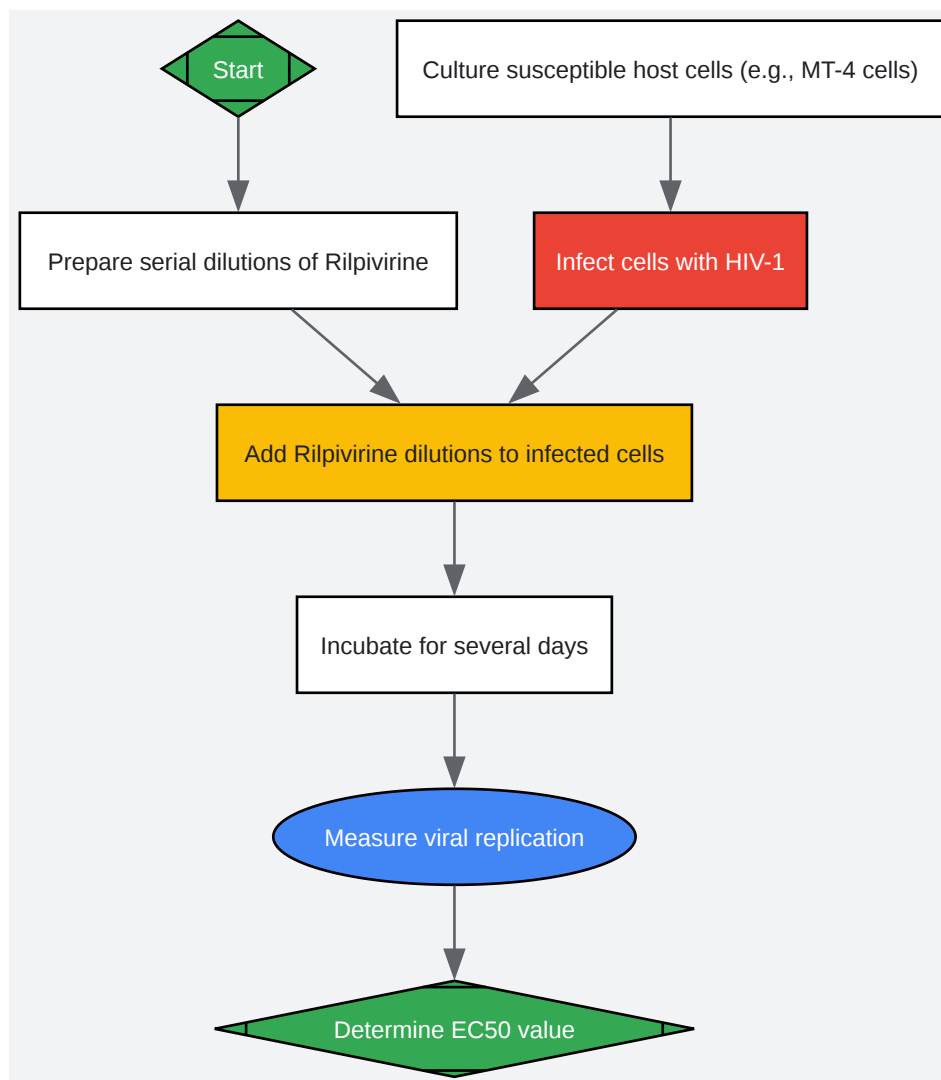 Start
Culture susceptible host cells (e.g., MT-4 cells)
Prepare serial dilutions of Rilpivirine
Infect cells with HIV-1
Add Rilpivirine dilutions to infected cells
Incubate for several days
Measure viral replication
Determine EC50 value